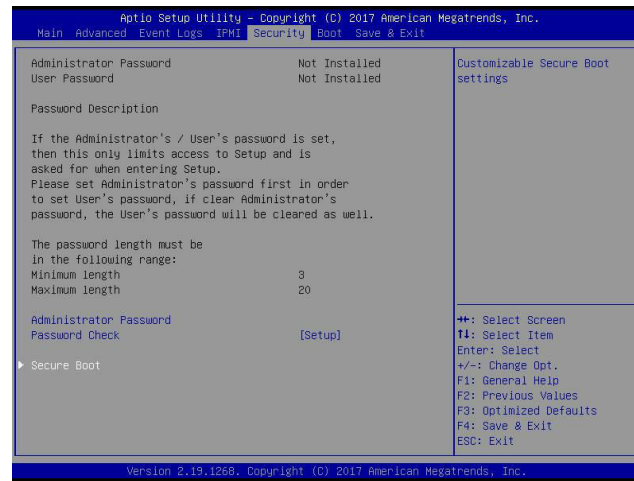 Aptio Setup Utility – Copyright (C) 2017 American Megatrends, Inc.
Main Advanced Event Logs IPMI Security Boot Save & Exit
Administrator Password Not Installed
User Password Not Installed
Password Description
If the Administrator's / User's password is set,
then this only limits access to Setup and is
asked for when entering Setup.
Please set Administrator's password first in order
to set User's password, if clear Administrator's
password, the User's password will be cleared as well.
The password length must be
in the following range:
Minimum length 3
Maximum length 20
Administrator Password
Password Check [Setup]
▶ Secure Boot
Customizable Secure Boot
settings
→←: Select Screen
↑↓: Select Item
Enter: Select
+/-: Change Opt.
F1: General Help
F2: Previous Values
F3: Optimized Defaults
F4: Save & Exit
ESC: Exit
Version 2.19.1268. Copyright (C) 2017 American Megatrends, Inc.